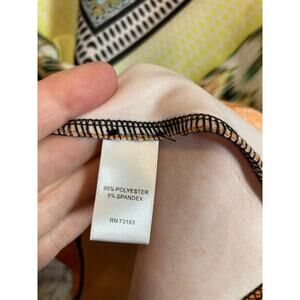 95% POLYESTER
5% SPANDEX
RN 73163